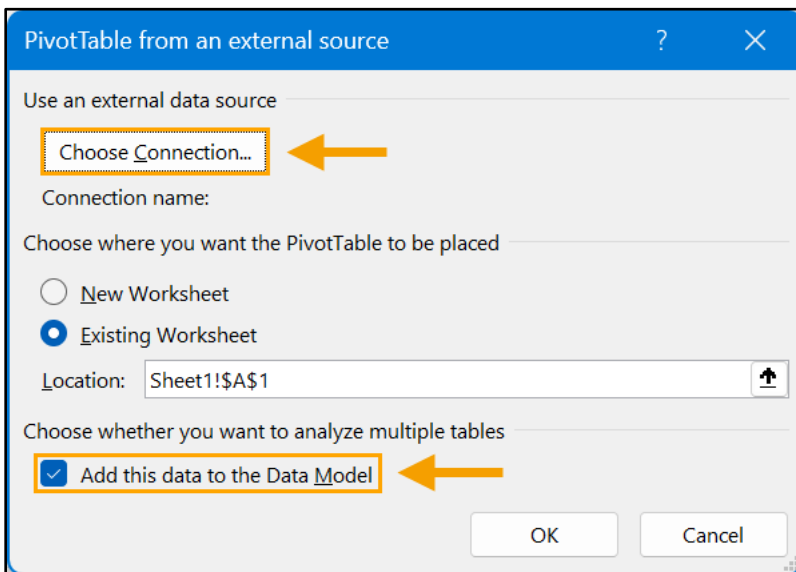 PivotTable from an external source ?
Use an external data source
Choose Connection...
Connection name:
Choose where you want the PivotTable to be placed
New Worksheet
Existing Worksheet
Location: Sheet1!$A$1
Choose whether you want to analyze multiple tables
Add this data to the Data Model
OK Cancel